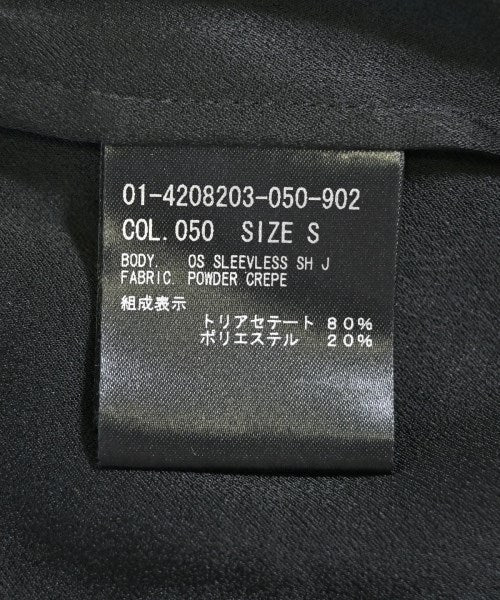 01-4208203-050-902
COL.050 SIZE S
BODY. OS SLEEVLESS SH J
FABRIC. POWDER CREPE
組成表示
トリアセテート 80%
ポリエステル 20%